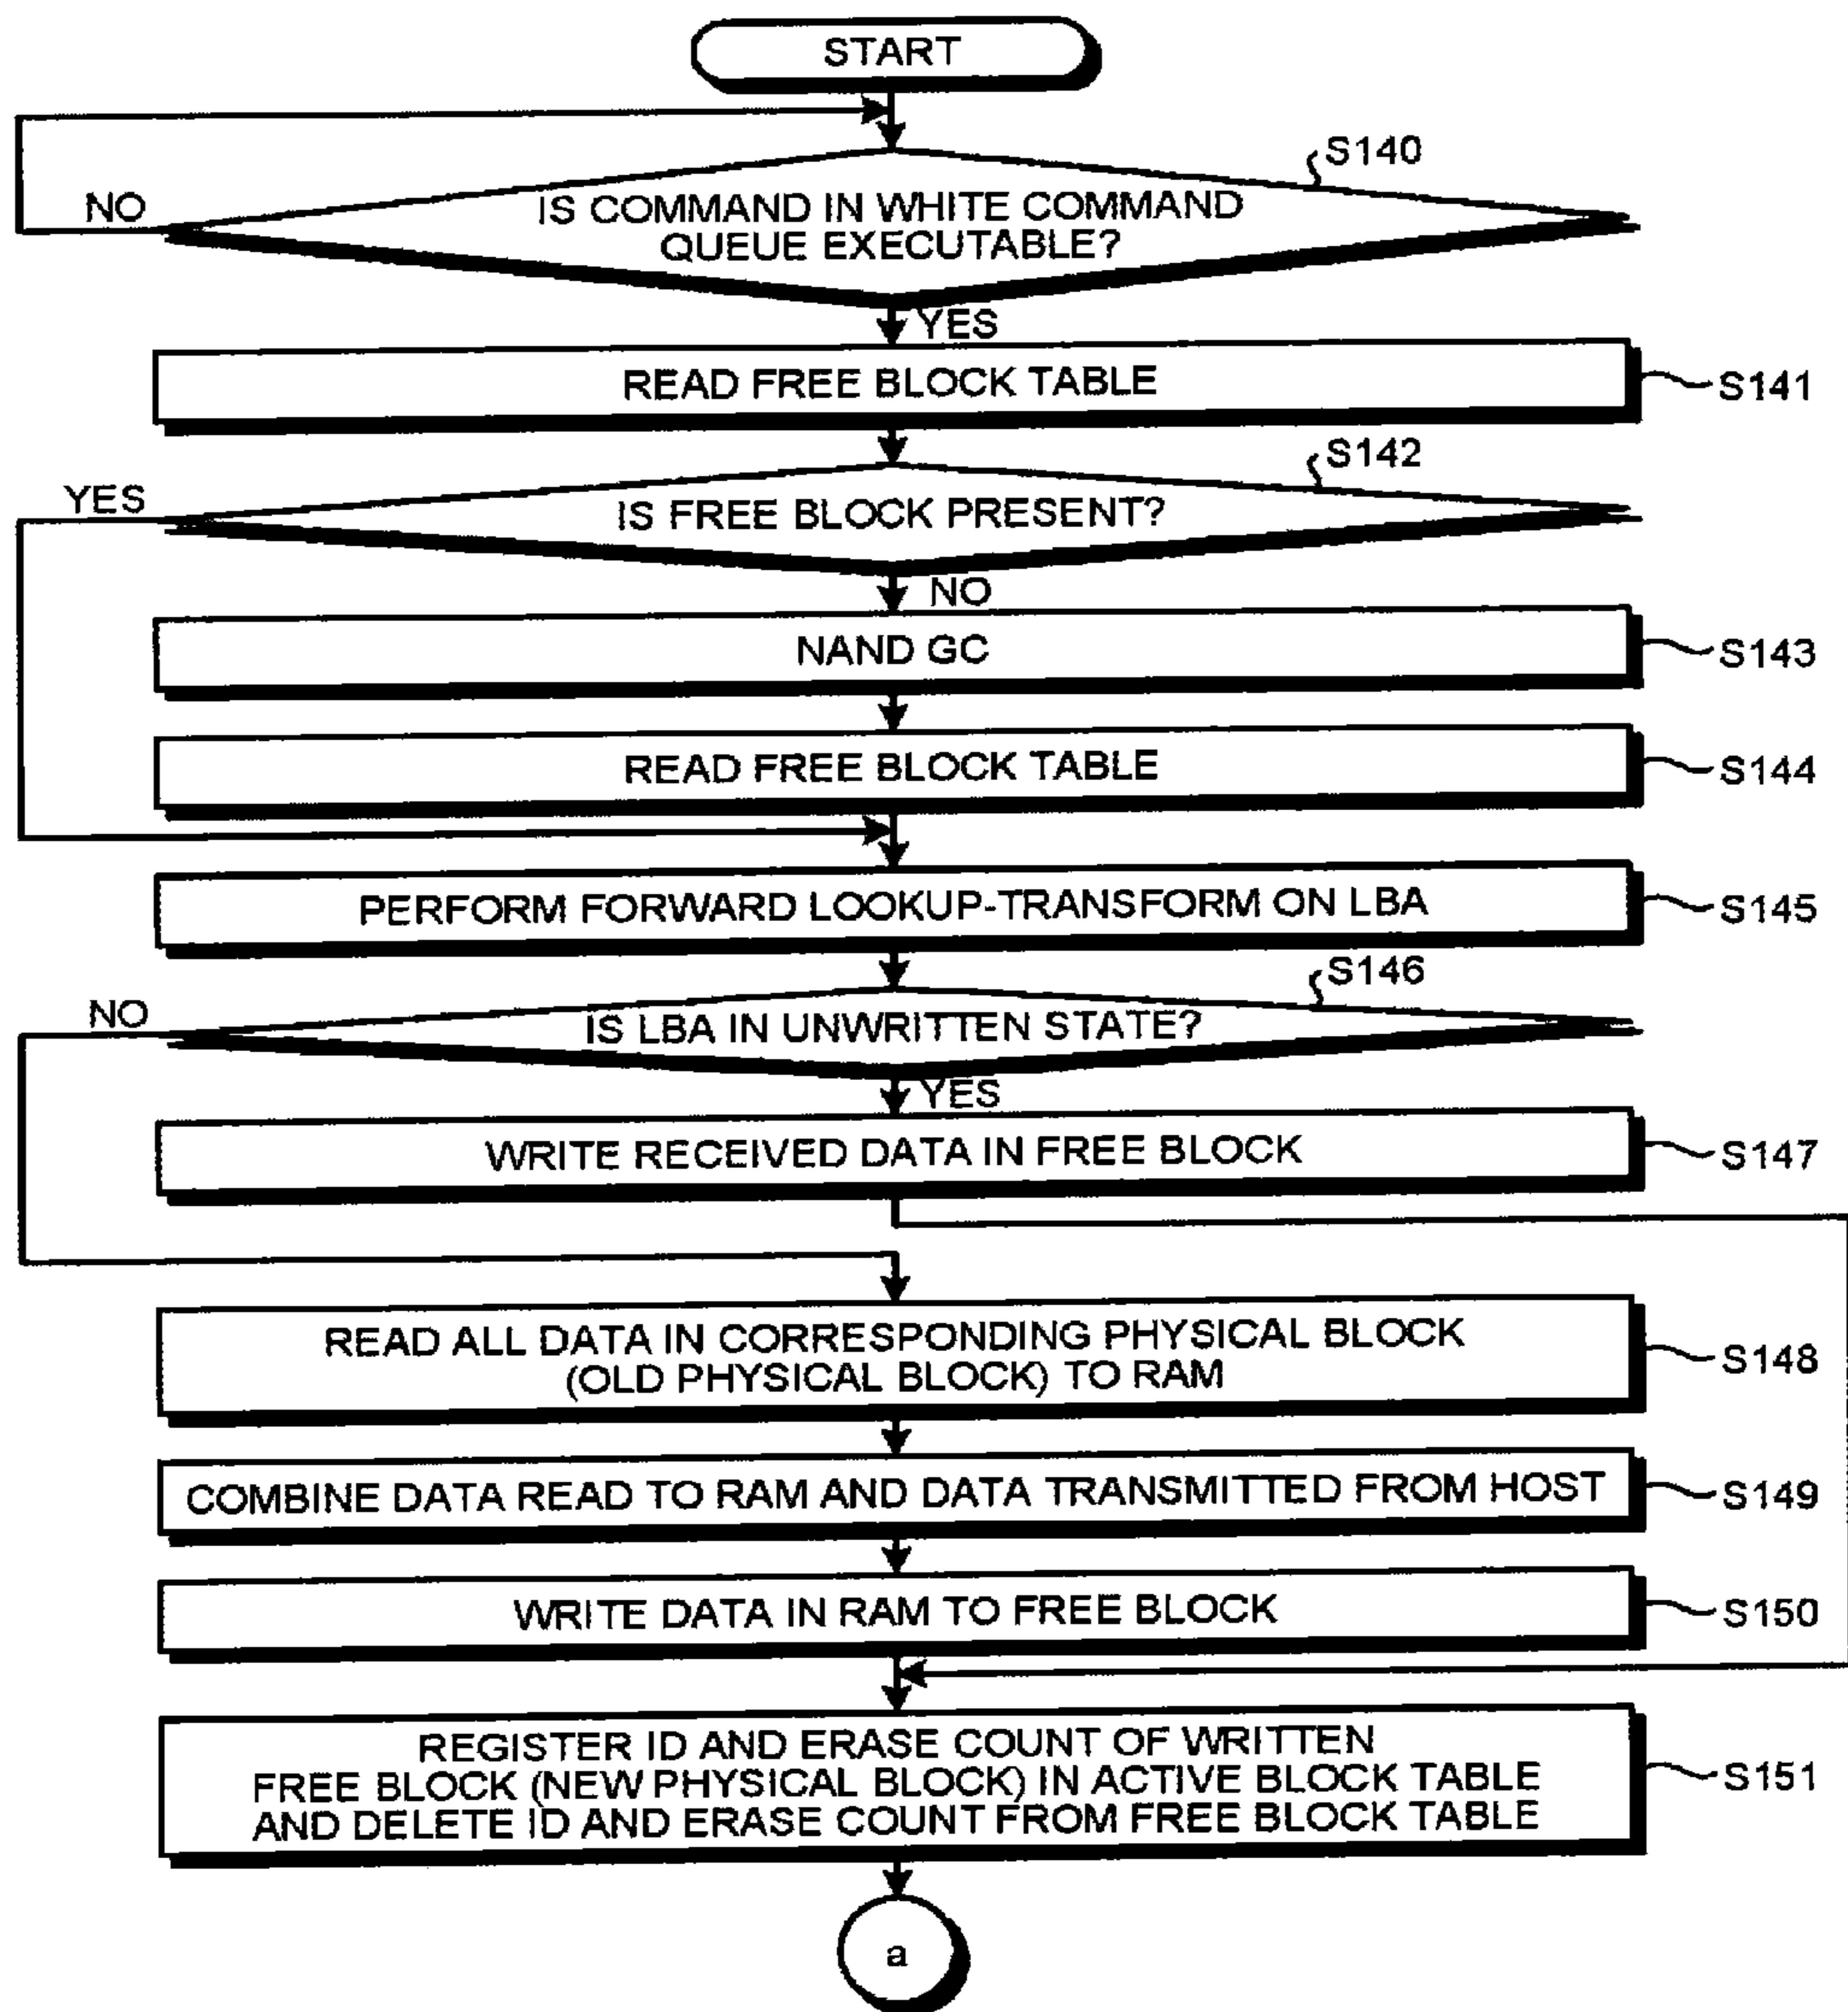 START
S140
IS COMMAND IN WHITE COMMAND
QUEUE EXECUTABLE?
NO
YES
READ FREE BLOCK TABLE
S141
S142
YES
IS FREE BLOCK PRESENT?
NO
NAND GC
S143
READ FREE BLOCK TABLE
S144
PERFORM FORWARD LOOKUP-TRANSFORM ON LBA
S145
S146
NO
IS LBA IN UNWRITTEN STATE?
YES
WRITE RECEIVED DATA IN FREE BLOCK
S147
READ ALL DATA IN CORRESPONDING PHYSICAL BLOCK
(OLD PHYSICAL BLOCK) TO RAM
S148
COMBINE DATA READ TO RAM AND DATA TRANSMITTED FROM HOST
S149
WRITE DATA IN RAM TO FREE BLOCK
S150
REGISTER ID AND ERASE COUNT OF WRITTEN
FREE BLOCK (NEW PHYSICAL BLOCK) IN ACTIVE BLOCK TABLE
AND DELETE ID AND ERASE COUNT FROM FREE BLOCK TABLE
S151
a